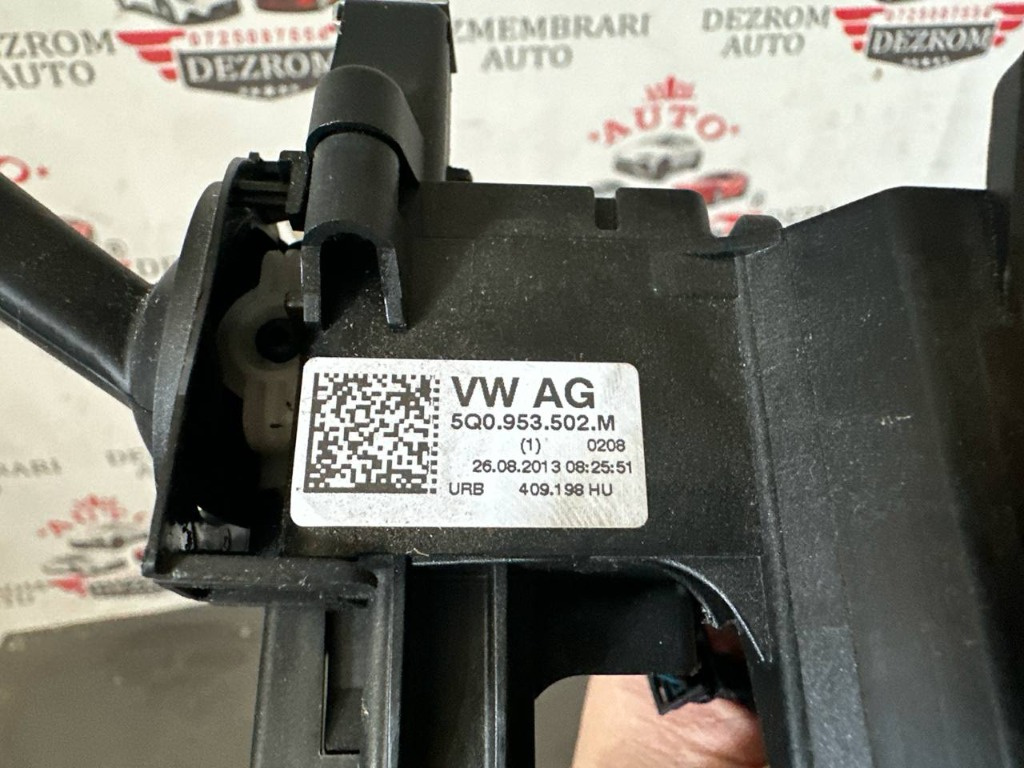 DEZROM
AUTO
DEZROM
DEZMEMBRARI
AUTO
DEZROM
AUTO
DEZROM
AUTO
VW AG
5Q0.953.502.M
(1) 0208
26.08.2013 08:25:51
URB 409.198 HU